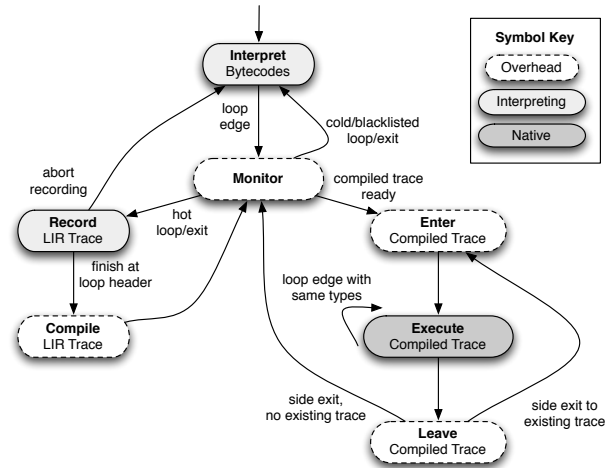 Symbol Key
Overhead
Interpreting
Native
Interpret
Bytecodes
loop
edge
cold/blacklisted
loop/exit
abort
recording
Monitor
compiled trace
ready
hot
loop/exit
Record
LIR Trace
Enter
Compiled Trace
finish at
loop header
loop edge with
same types
Compile
LIR Trace
Execute
Compiled Trace
side exit,
no existing trace
side exit to
existing trace
Leave
Compiled Trace